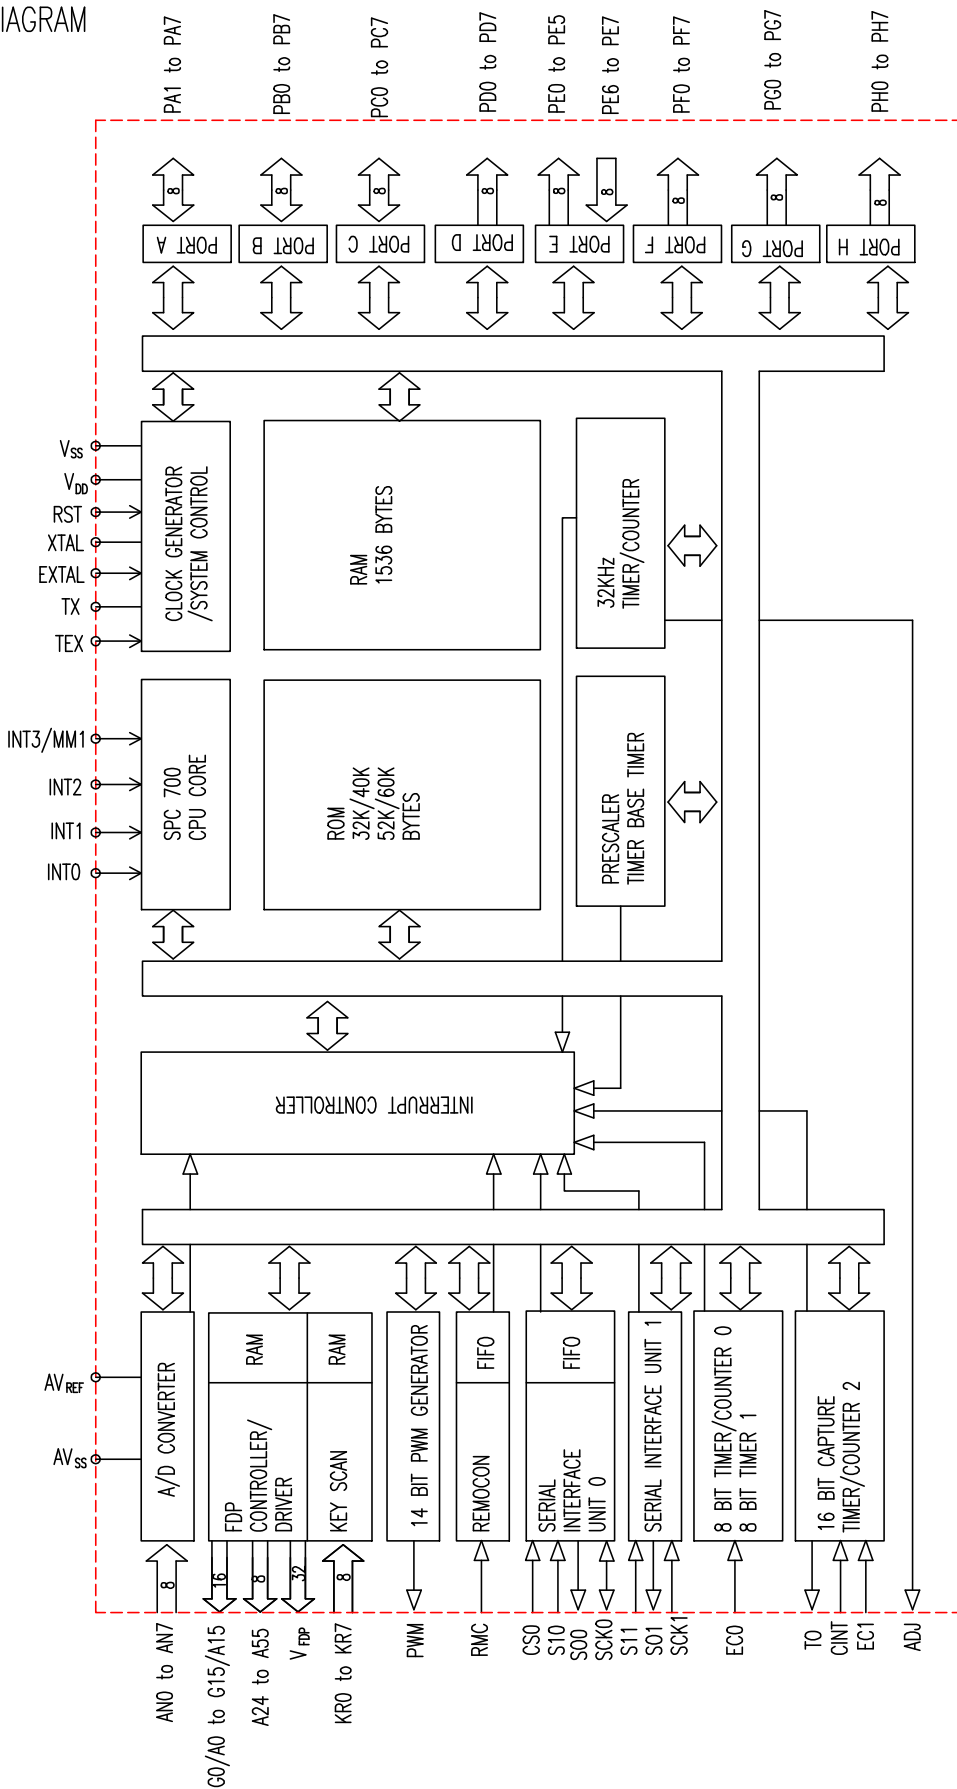 IAGRAM
PA1 to PA7
PB0 to PB7
PC0 to PC7
PD0 to PD7
PE0 to PE5
PE6 to PE7
PF0 to PF7
PG0 to PG7
PH0 to PH7
8
8
8
8
8
8
8
8
8
PORT A
PORT B
PORT C
PORT D
PORT E
PORT F
PORT G
PORT H
VSS
VDD
RST
XTAL
EXTAL
TX
TEX
CLOCK GENERATOR
/SYSTEM CONTROL
RAM
1536 BYTES
32KHz
TIMER/COUNTER
INT3/MM1
INT2
INT1
INT0
SPC 700
CPU CORE
ROM
32K/40K
52K/60K
BYTES
PRESCALER
TIMER BASE TIMER
INTERRUPT CONTROLLER
AVREF
AVSS
A/D CONVERTER
RAM
FDP
CONTROLLER/
DRIVER
RAM
KEY SCAN
14 BIT PWM GENERATOR
FIFO
REMOCON
FIFO
SERIAL
INTERFACE
UNIT 0
SERIAL INTERFACE UNIT 1
8 BIT TIMER/COUNTER 0
8 BIT TIMER 1
16 BIT CAPTURE
TIMER/COUNTER 2
8
16
8
32
8
AN0 to AN7
G0/A0 to G15/A15
A24 to A55
VFDP
KR0 to KR7
PWM
RMC
CS0
S10
SO0
SCK0
S11
SO1
SCK1
EC0
TO
CINT
EC1
ADJ